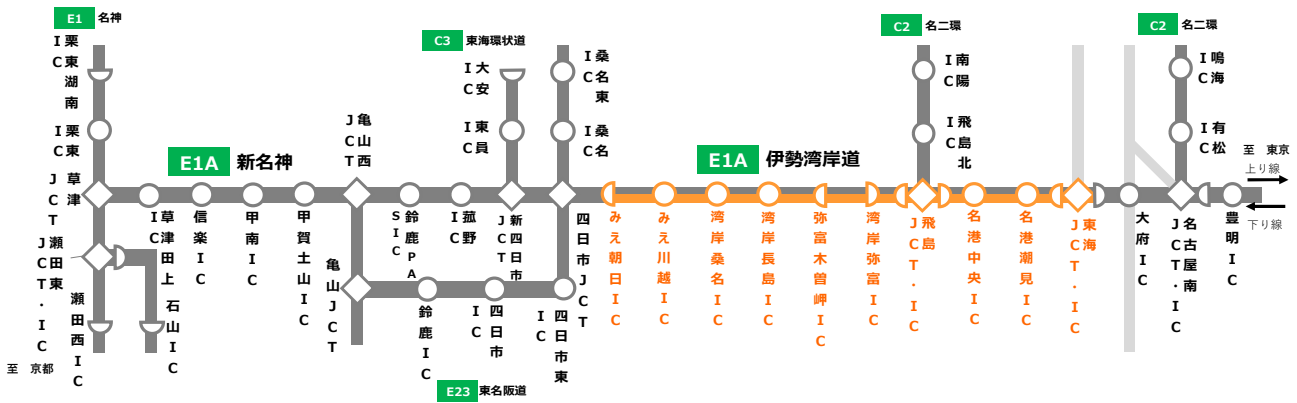 E1 名神
C3 東海環状道
C2 名二環
C2 名二環
栗東湖南IC
栗東IC
草津JCT
瀬田東JCT・IC
瀬田西IC
石山IC
至 京都
E1A 新名神
草津田上IC
信楽IC
甲南IC
甲賀土山IC
亀山西JCT
亀山JCT
鈴鹿PASIC
菰野IC
大安IC
東員IC
新四日市JCT
桑名東IC
桑名IC
四日市JCT
鈴鹿IC
四日市IC
四日市東IC
E23 東名阪道
E1A 伊勢湾岸道
みえ朝日IC
みえ川越IC
湾岸桑名IC
湾岸長島IC
弥富木曽岬IC
湾岸弥富IC
南陽IC
飛島北IC
飛島JCT・IC
名港中央IC
名港潮見IC
東海JCT・IC
大府IC
鳴海IC
有松IC
名古屋南JCT・IC
豊明IC
至 東京
上り線
下り線